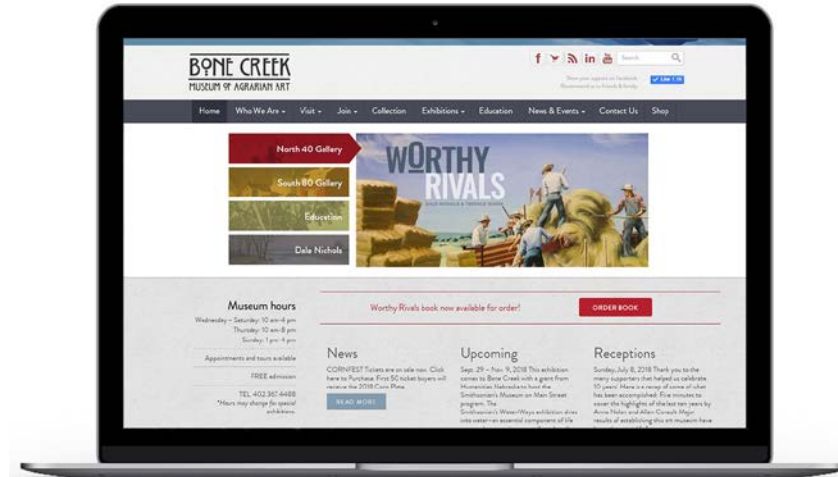 BONE CREEK
MUSEUM OF AGRARIAN ART
Search
Like
Home Who We Are Visit Join Collection Exhibitions Education News & Events Contact Us Shop
North 40 Gallery
South 80 Gallery
Education
Dale Nichols
WORTHY
RIVALS
Museum hours
Wednesday – Saturday: 10 am-4 pm
Thursday: 10 am-8 pm
Sunday: 1 pm-4 pm
Appointments and tours available
FREE admission
TEL 402.367.4488
*Hours may change for special
exhibitions.
Worthy Rivals book now available for order!
ORDER BOOK
News
CORNFEST Tickets are on sale now. Click
here to Purchase. First 50 ticket buyers will
receive the 2018 Corn Pin
READ MORE
Upcoming
Sept. 29 – Nov. 9, 2018 This exhibition
comes to Bone Creek with a grant from
Humanities Nebraska to host the
Smithsonian's Museum on Main Street
program. The
Smithsonian's Water/Ways exhibition dives
into water–an essential component of life
Receptions
Sunday, July 8, 2018 Thank you to the
many supporters that helped us celebrate
10 years! Here is a recap of some of what
has been accomplished: Five minutes to
cover the highlights of the last ten years by
Anna Nolan and Allen Covault Major
results of establishing this art museum have